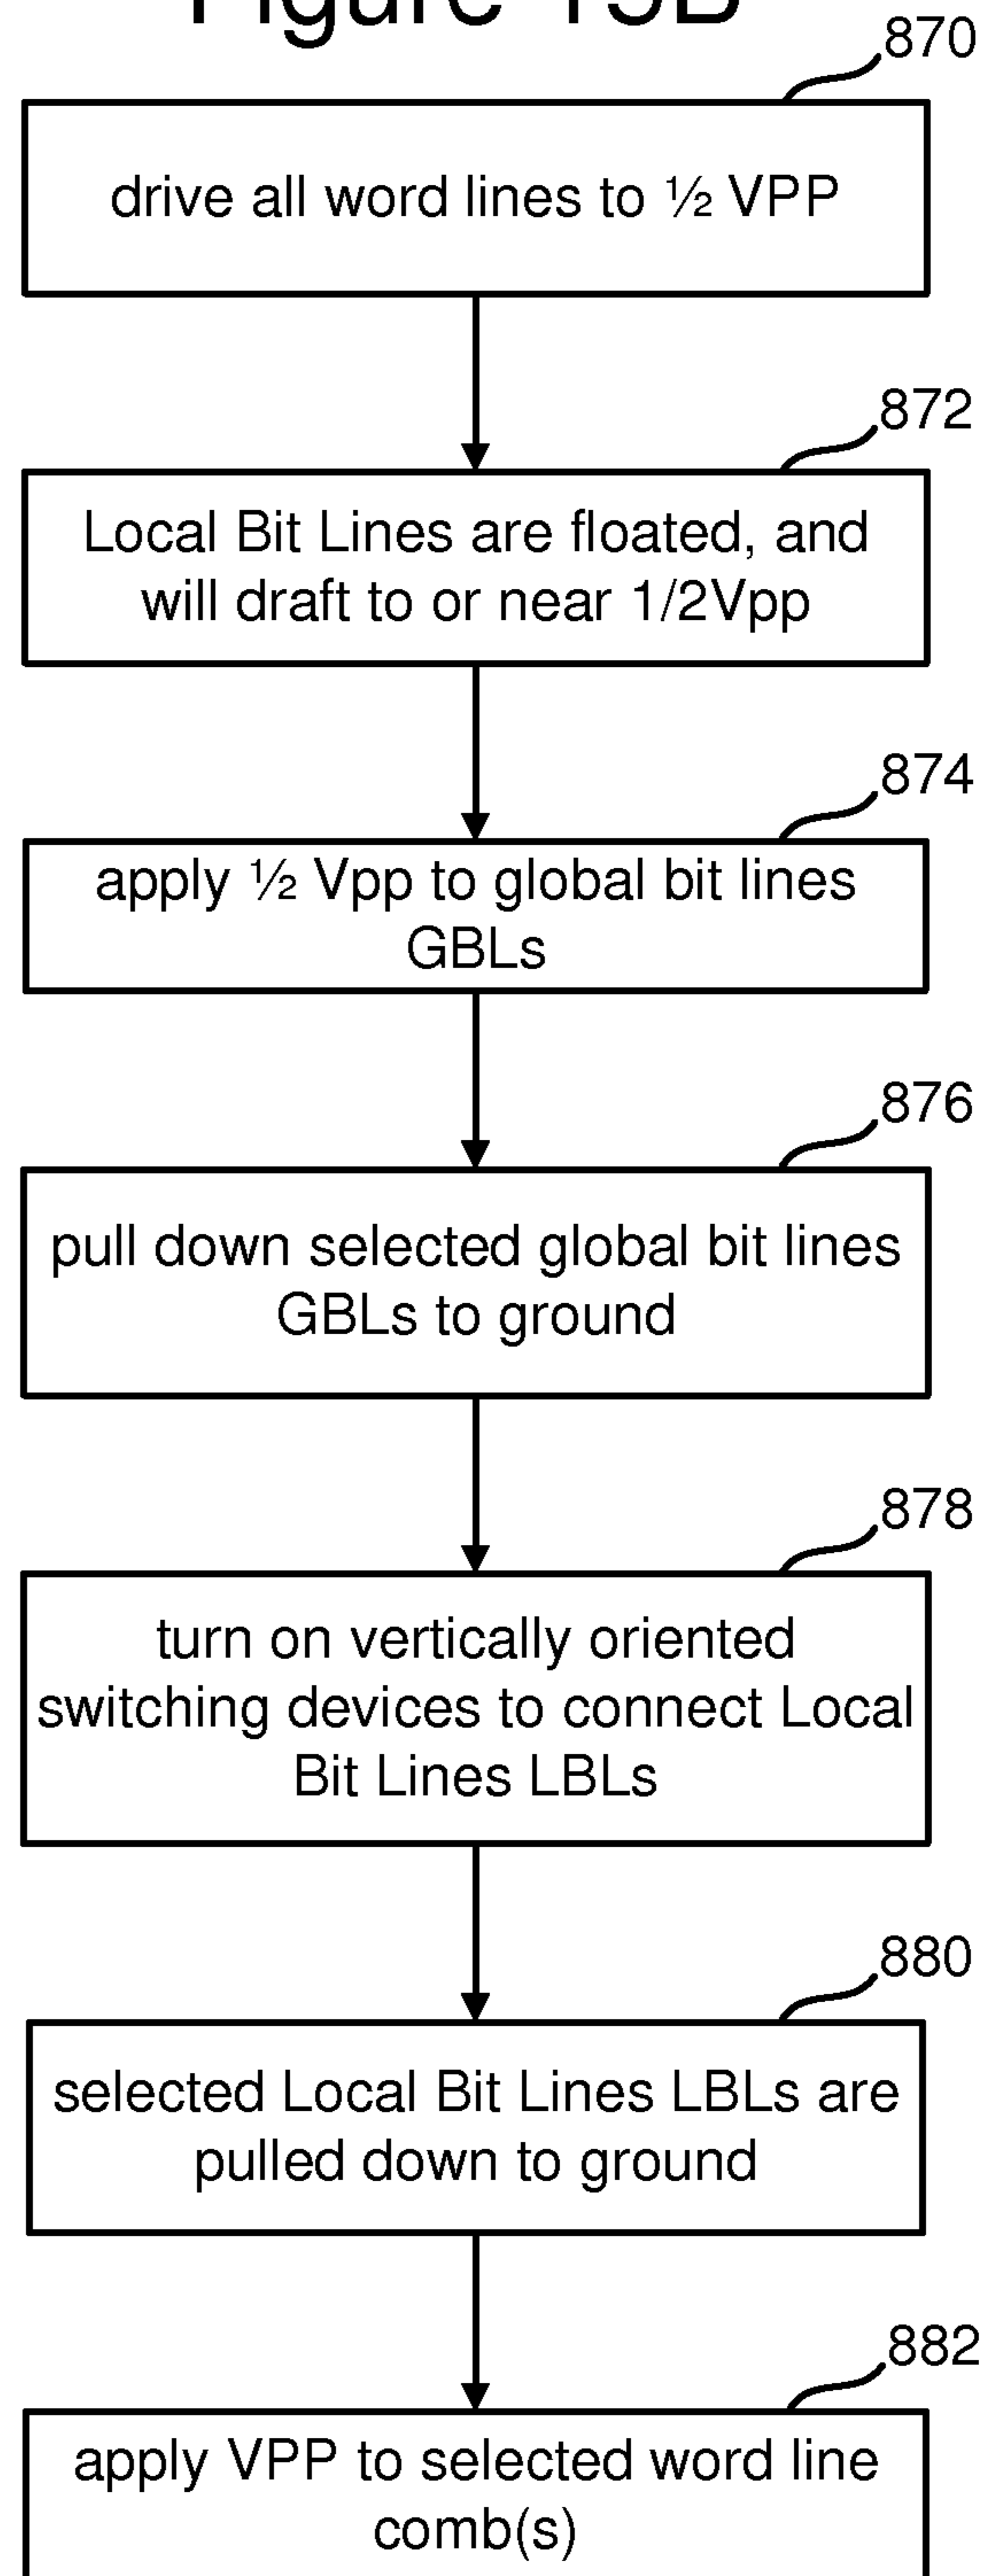 Figure 15B
870
drive all word lines to ½ VPP
872
Local Bit Lines are floated, and
will draft to or near 1/2Vpp
874
apply ½ Vpp to global bit lines
GBLs
876
pull down selected global bit lines
GBLs to ground
878
turn on vertically oriented
switching devices to connect Local
Bit Lines LBLs
880
selected Local Bit Lines LBLs are
pulled down to ground
882
apply VPP to selected word line
comb(s)